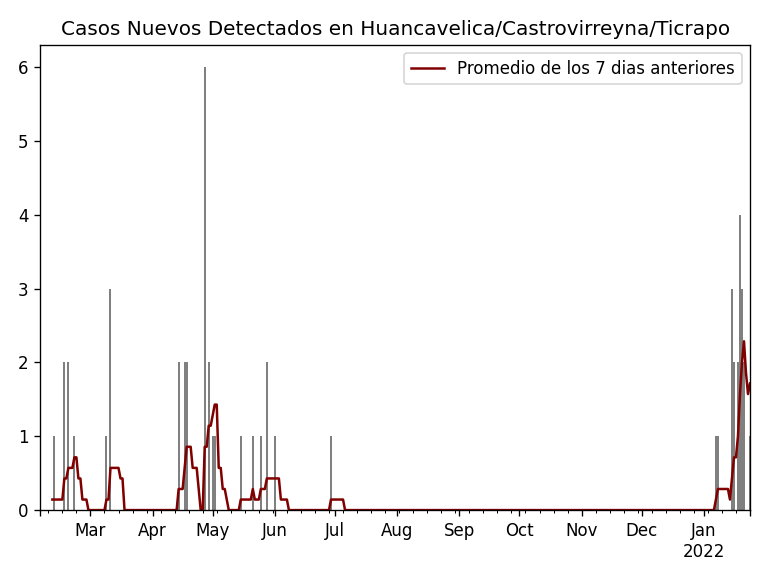 Casos Nuevos Detectados en Huancavelica/Castrovirreyna/Ticrapo
Promedio de los 7 dias anteriores
6
5
4
3
2
1
0
Mar Apr May Jun Jul Aug Sep Oct Nov Dec Jan
2022